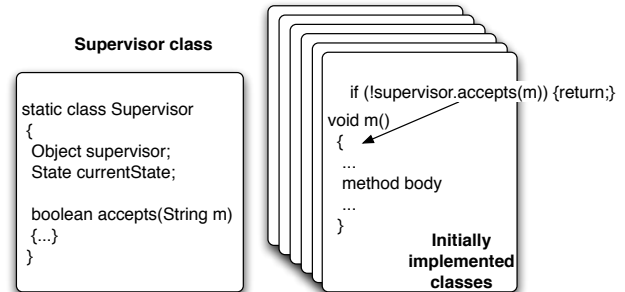 Supervisor class
static class Supervisor
{
Object supervisor;
State currentState;
boolean accepts(String m)
{...}
}
if (!supervisor.accepts(m)) {return;}
void m()
{
...
method body
...
}
Initially
implemented
classes